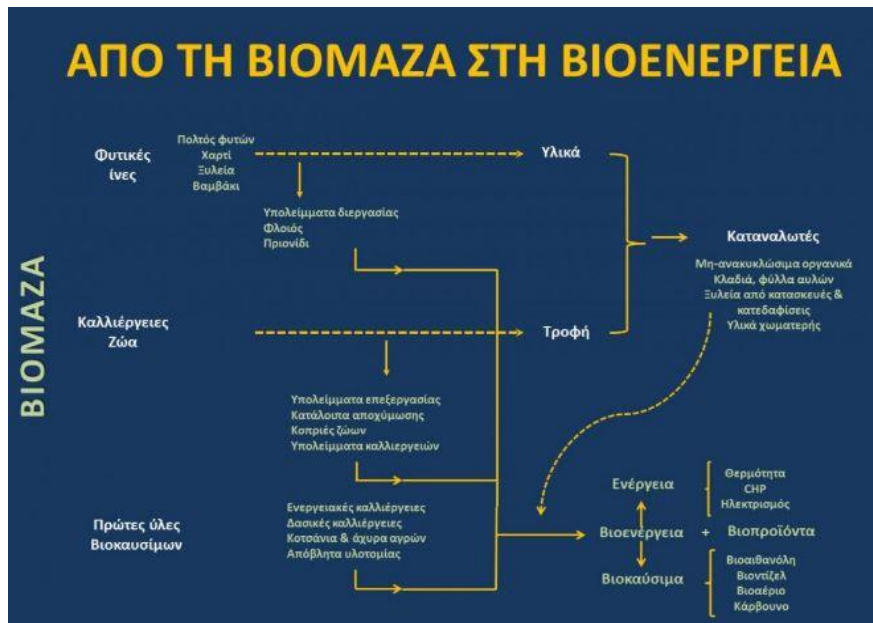 ΑΠΟ ΤΗ ΒΙΟΜΑΖΑ ΣΤΗ ΒΙΟΕΝΕΡΓΕΙΑ
ΒΙΟΜΑΖΑ
Φυτικές
ίνες
Πολτός φυτών
Χαρτί
Ξυλεία
Βαμβάκι
Υλικά
Υπολείμματα διεργασίας
Φλοιός
Πριονίδι
Καταναλωτές
Μη-ανακυκλώσιμα οργανικά
Κλαδιά, φύλλα αυλών
Ξυλεία από κατασκευές &
κατεδαφίσεις
Υλικά χωματερής
Καλλιέργειες
Ζώα
Τροφή
Υπολείμματα επεξεργασίας
Κατάλοιπα αποχύμωσης
Κοπριές ζώων
Υπολείμματα καλλιεργειών
Πρώτες ύλες
Βιοκαυσίμων
Ενεργειακές καλλιέργειες
Δασικές καλλιέργειες
Κοτσάνια & άχυρα αγρών
Απόβλητα υλοτομίας
Ενέργεια
Θερμότητα
CHP
Ηλεκτρισμός
Βιοενέργεια + Βιοπροϊόντα
Βιοκαύσιμα
Βιοαιθανόλη
Βιοντίζελ
Βιοαέριο
Κάρβουνο